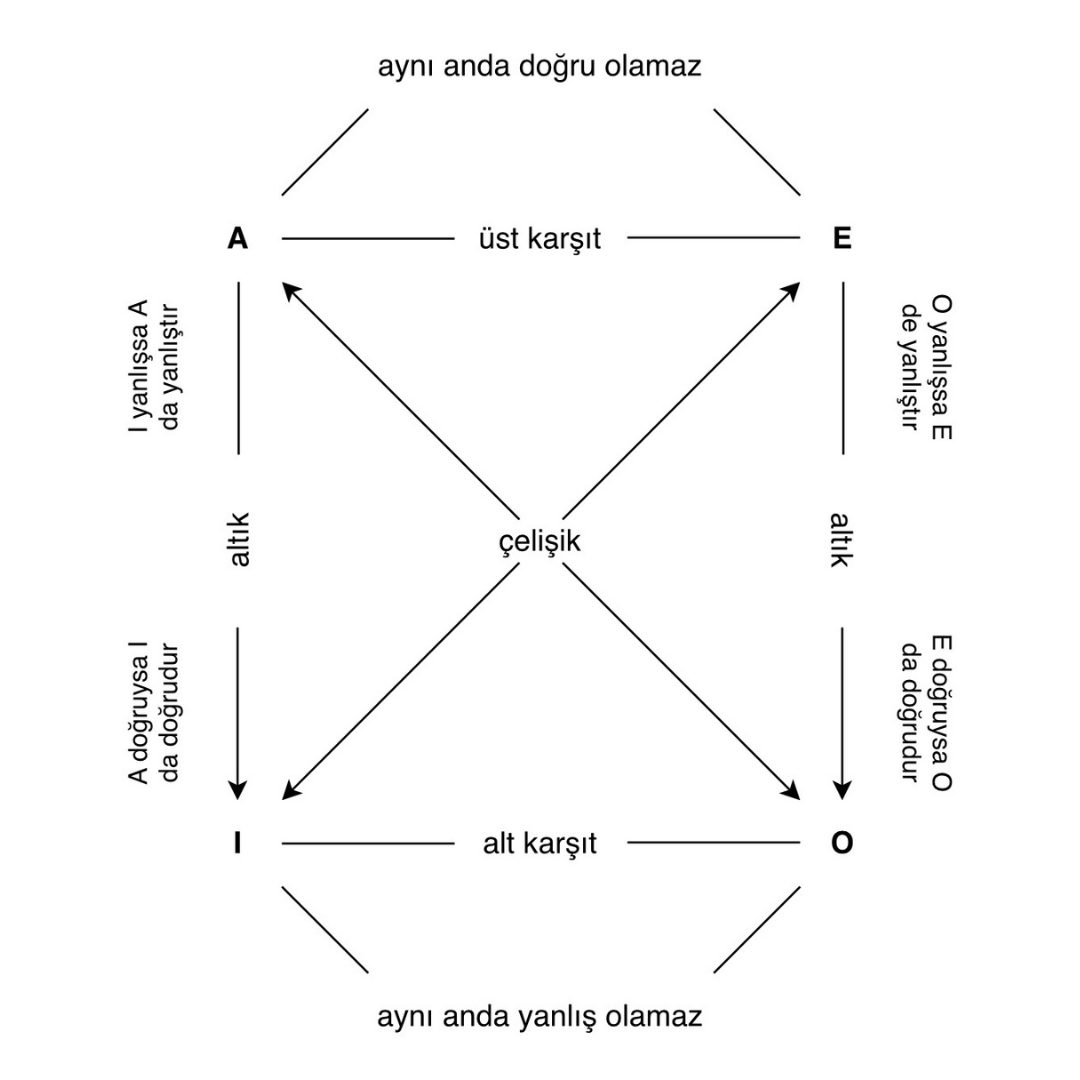 aynı anda doğru olamaz
A
üst karşıt
E
I yanlışsa A
da yanlıştır
O yanlışsa E
de yanlıştır
altık
çelişik
altık
A doğruysa I
da doğrudur
E doğruysa O
da doğrudur
I
alt karşıt
O
aynı anda yanlış olamaz